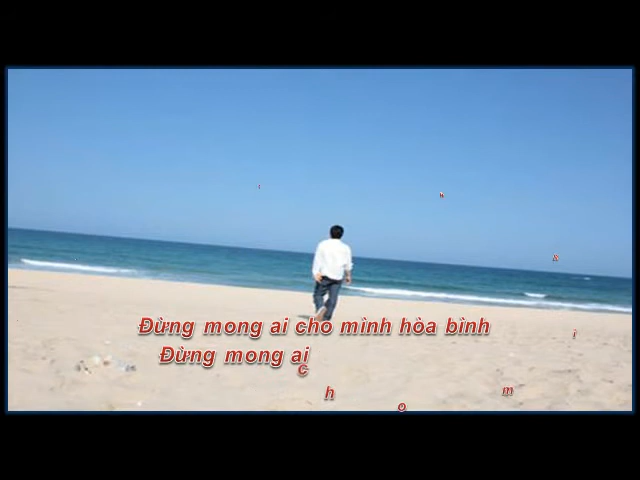 Đừng mong ai cho mình hòa bình
Đừng mong ai
c
h
o
m